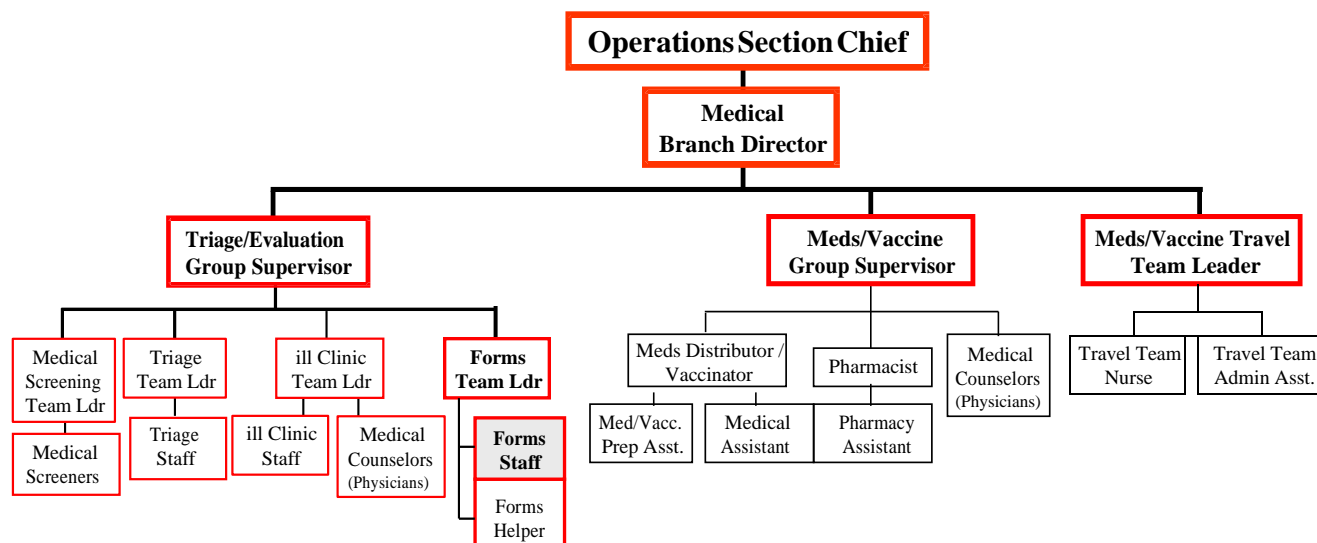 Operations Section Chief
Medical
Branch Director
Triage/Evaluation
Group Supervisor
Meds/Vaccine
Group Supervisor
Meds/Vaccine Travel
Team Leader
Medical
Screening
Team Ldr
Triage
Team Ldr
ill Clinic
Team Ldr
Forms
Team Ldr
Meds Distributor /
Vaccinator
Pharmacist
Medical
Counselors
(Physicians)
Travel Team
Nurse
Travel Team
Admin Asst.
Medical
Screeners
Triage
Staff
ill Clinic
Staff
Medical
Counselors
(Physicians)
Forms
Staff
Forms
Helper
Med/Vacc.
Prep Asst.
Medical
Assistant
Pharmacy
Assistant